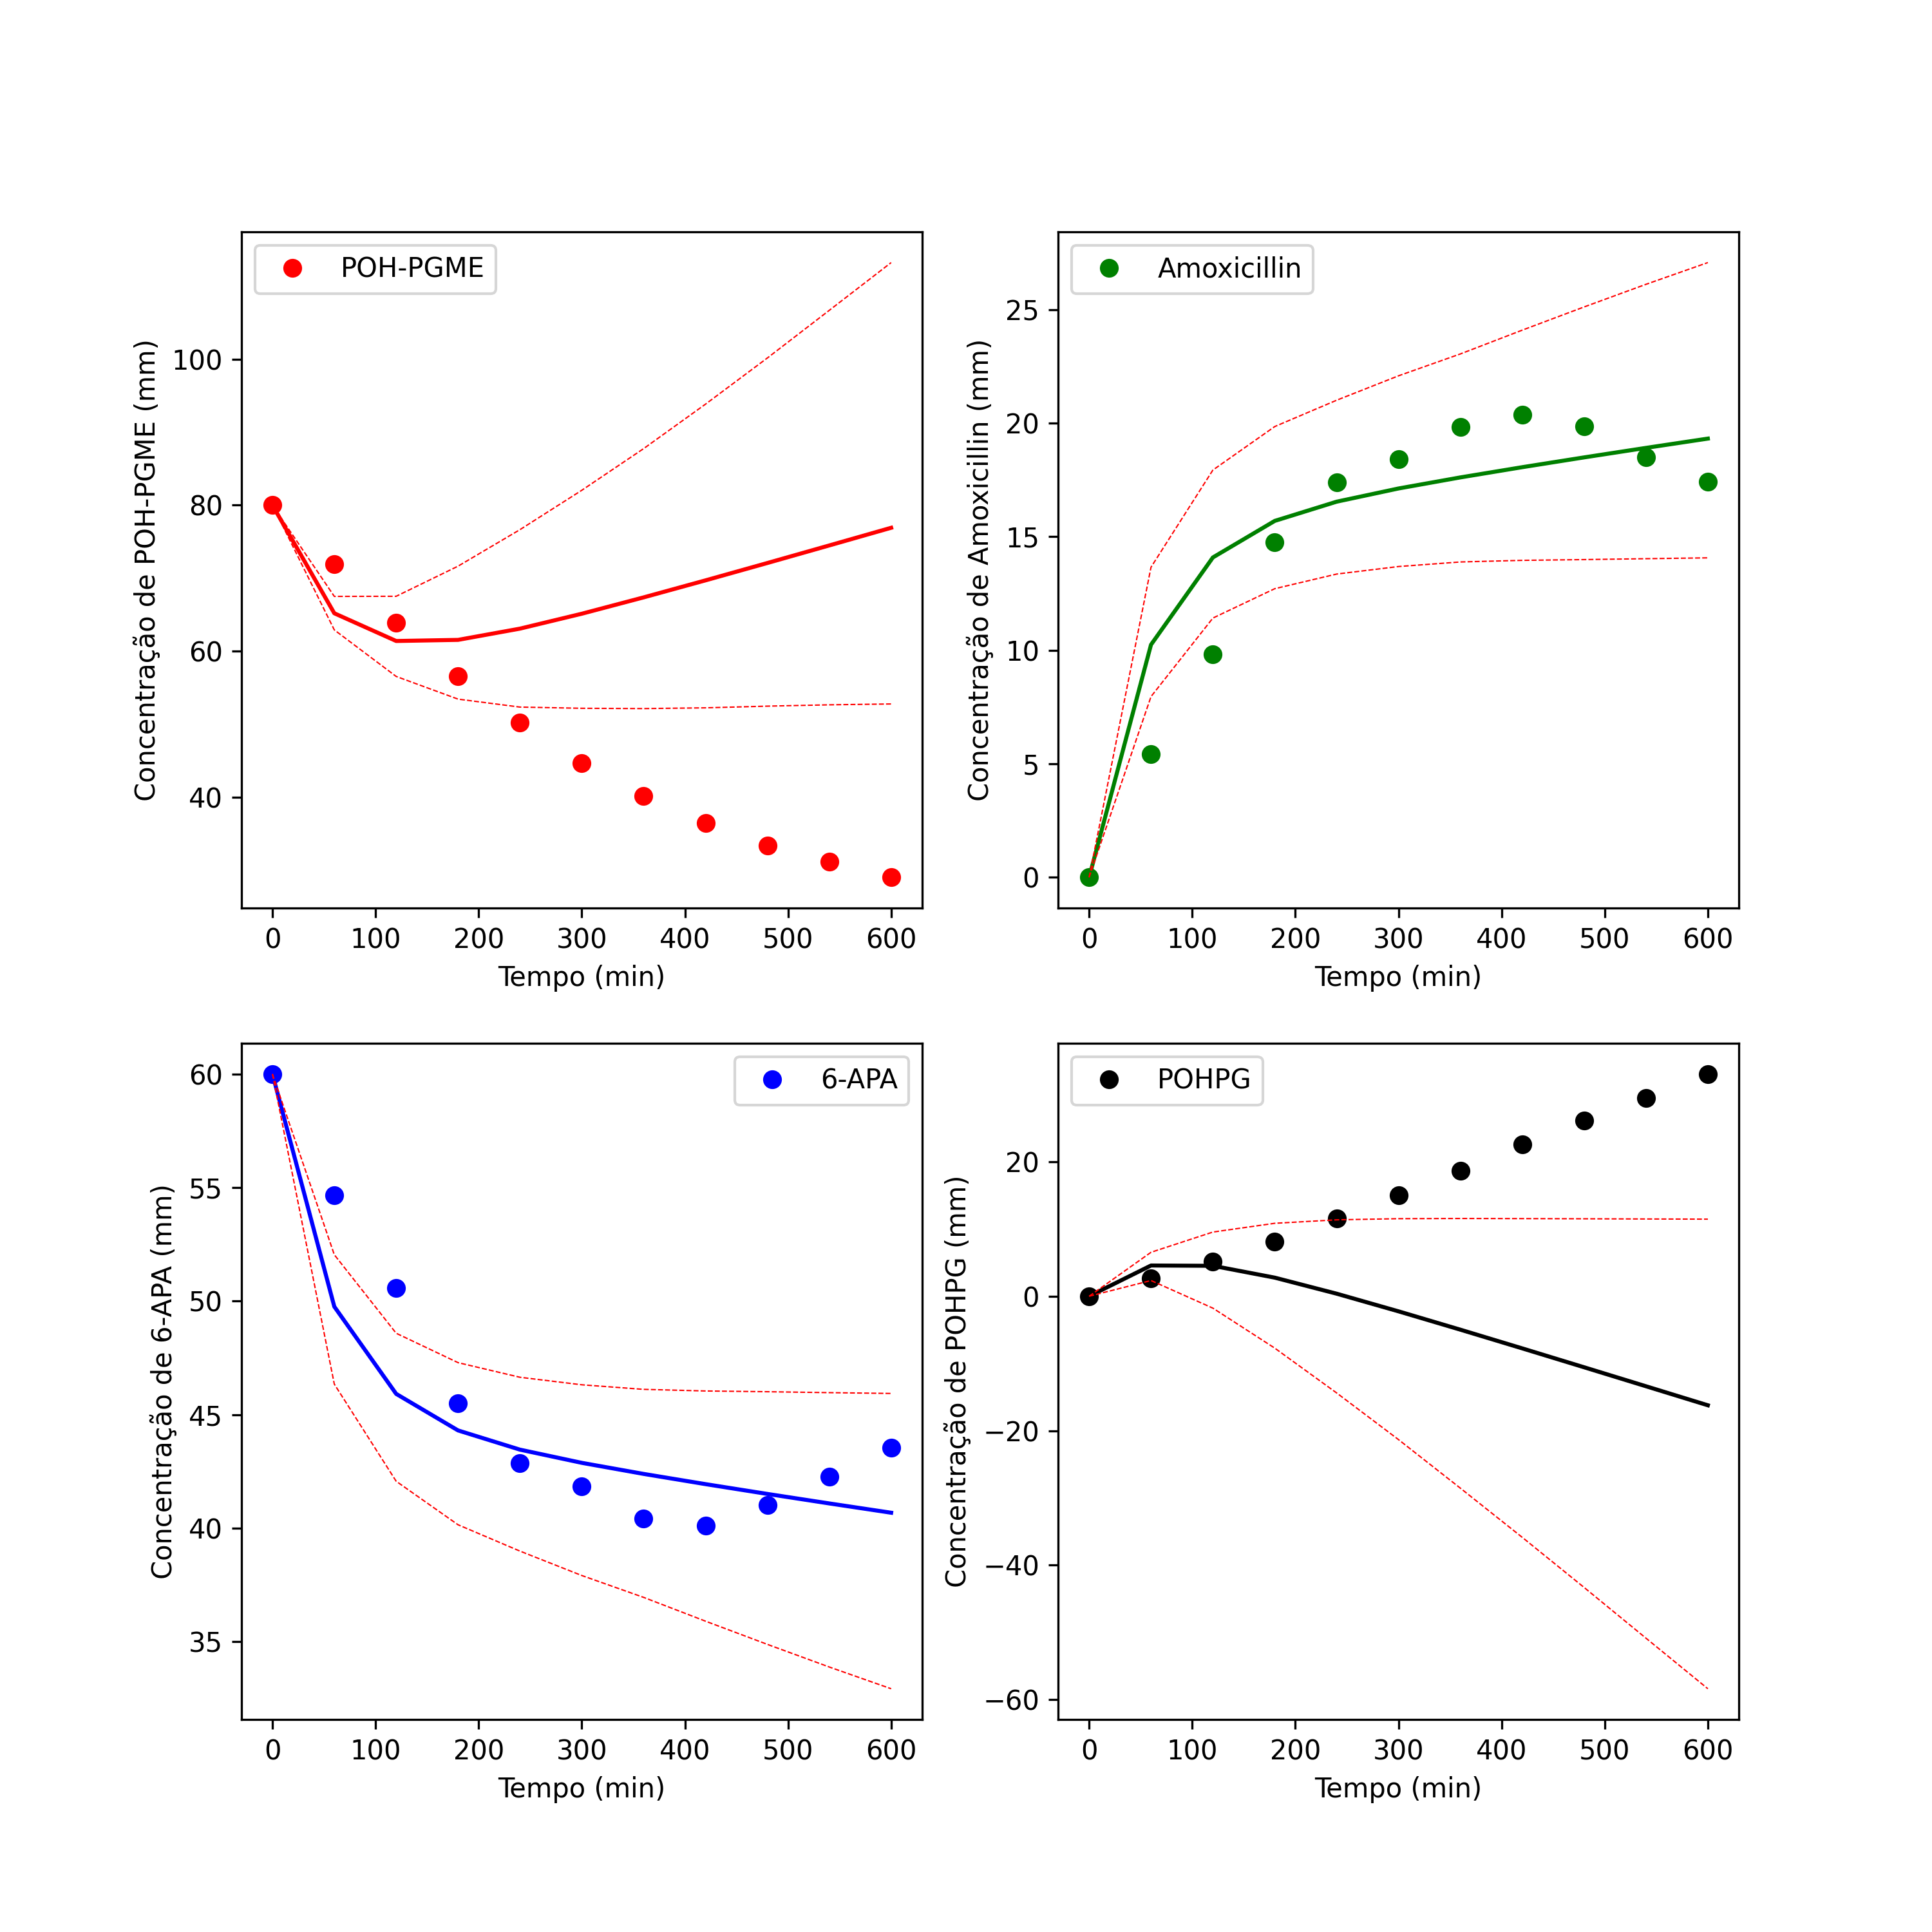 POH-PGME
Concentração de POH-PGME (mm)
100
80
60
40
0 100 200 300 400 500 600
Tempo (min)
Amoxicillin
Concentração de Amoxicillin (mm)
25
20
15
10
5
0
0 100 200 300 400 500 600
Tempo (min)
6-APA
Concentração de 6-APA (mm)
60
55
50
45
40
35
0 100 200 300 400 500 600
Tempo (min)
POHPG
Concentração de POHPG (mm)
20
0
−20
−40
−60
0 100 200 300 400 500 600
Tempo (min)